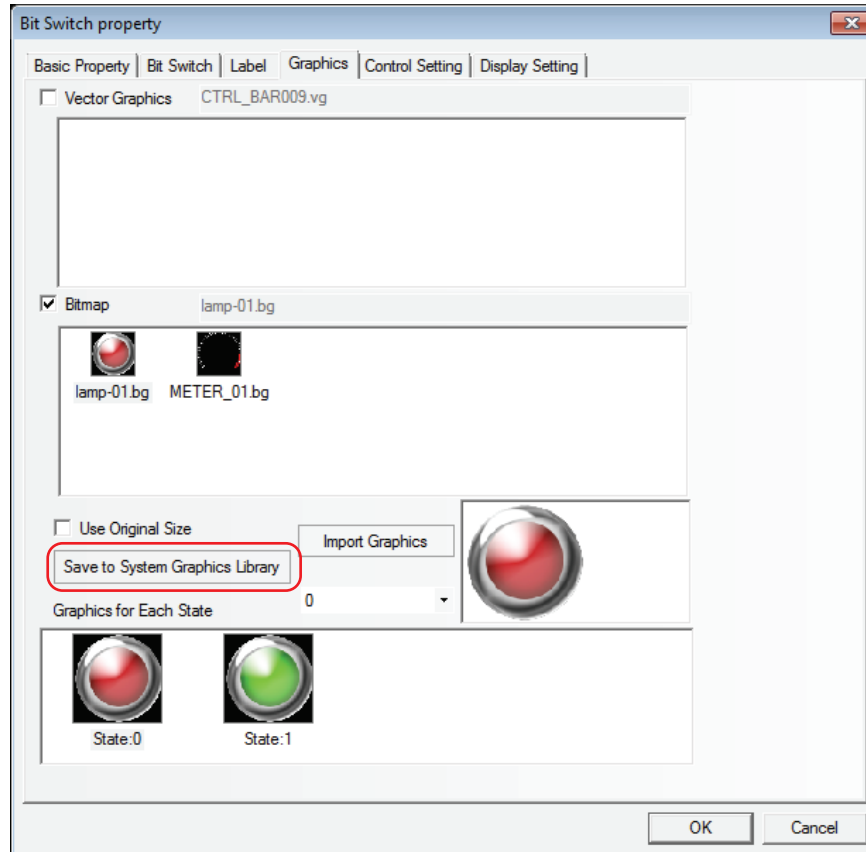 Bit Switch property
Basic Property Bit Switch Label Graphics Control Setting Display Setting
Vector Graphics CTRL_BAR009.vg
Bitmap lamp-01.bg
lamp-01.bg METER_01.bg
Use Original Size
Import Graphics
Save to System Graphics Library
0
Graphics for Each State
State:0 State:1
OK Cancel